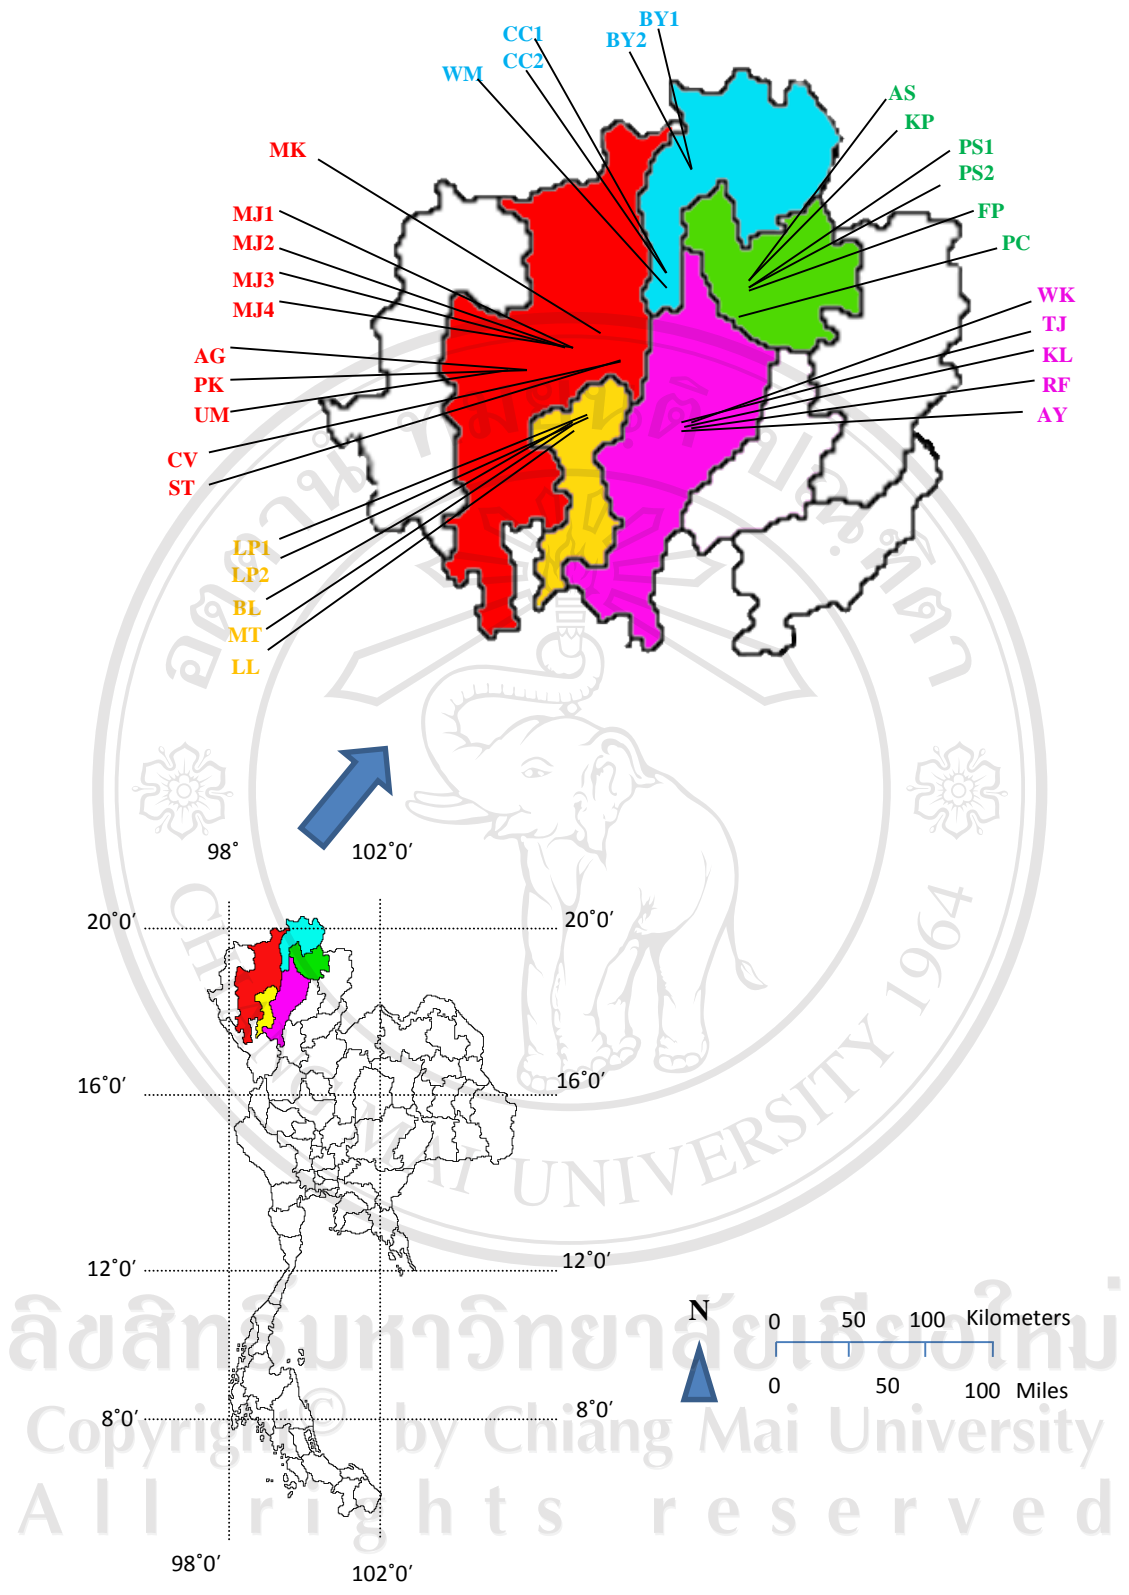 BY1
CC1
BY2
CC2
WM
AS
KP
MK
PS1
PS2
MJ1
FP
MJ2
PC
MJ3
WK
MJ4
TJ
AG
KL
PK
RF
UM
AY
CV
ST
LP1
LP2
BL
MT
LL
98˚ 102˚0′
20˚0′ 20˚0′
16˚0′ 16˚0′
12˚0′ 12˚0′
8˚0′ 8˚0′
98˚0′ 102˚0′
N
0 50 100 Kilometers
0 50 100 Miles
CHIANG MAI UNIVERSITY 1964
ลิขสิทธิ์มหาวิทยาลัยเชียงใหม่
Copyright© by Chiang Mai University
All rights reserved